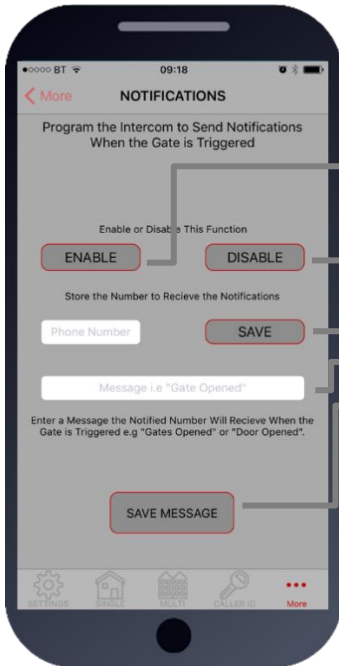 ●○○○○ BT 09:18
More NOTIFICATIONS
Program the Intercom to Send Notifications
When the Gate is Triggered
Enable or Disable This Function
ENABLE DISABLE
Store the Number to Recieve the Notifications
Phone Number SAVE
Message i.e "Gate Opened"
Enter a Message the Notified Number Will Recieve When the
Gate is Triggered e.g "Gates Opened" or "Door Opened".
SAVE MESSAGE
SETTINGS SINGLE MULTI CALLER ID More